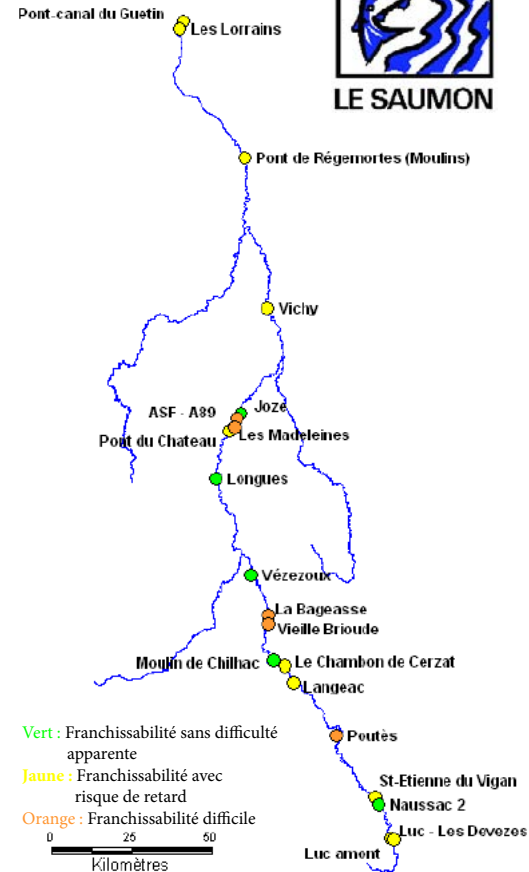 Pont-canal du Guetin
Les Lorrains
LE SAUMON
Pont de Régemortes (Moulins)
Vichy
ASF - A89
Joze
Les Madeleines
Pont du Chateau
Longues
Vézezoux
La Bageasse
Vieille Brioude
Moulin de Chilhac
Le Chambon de Cerzat
Langeac
Poutès
St-Etienne du Vigan
Naussac 2
Luc - Les Devezes
Luc amont
Vert : Franchissabilité sans difficulté
apparente
Jaune : Franchissabilité avec
risque de retard
Orange : Franchissabilité difficile
0 25 50
Kilomètres